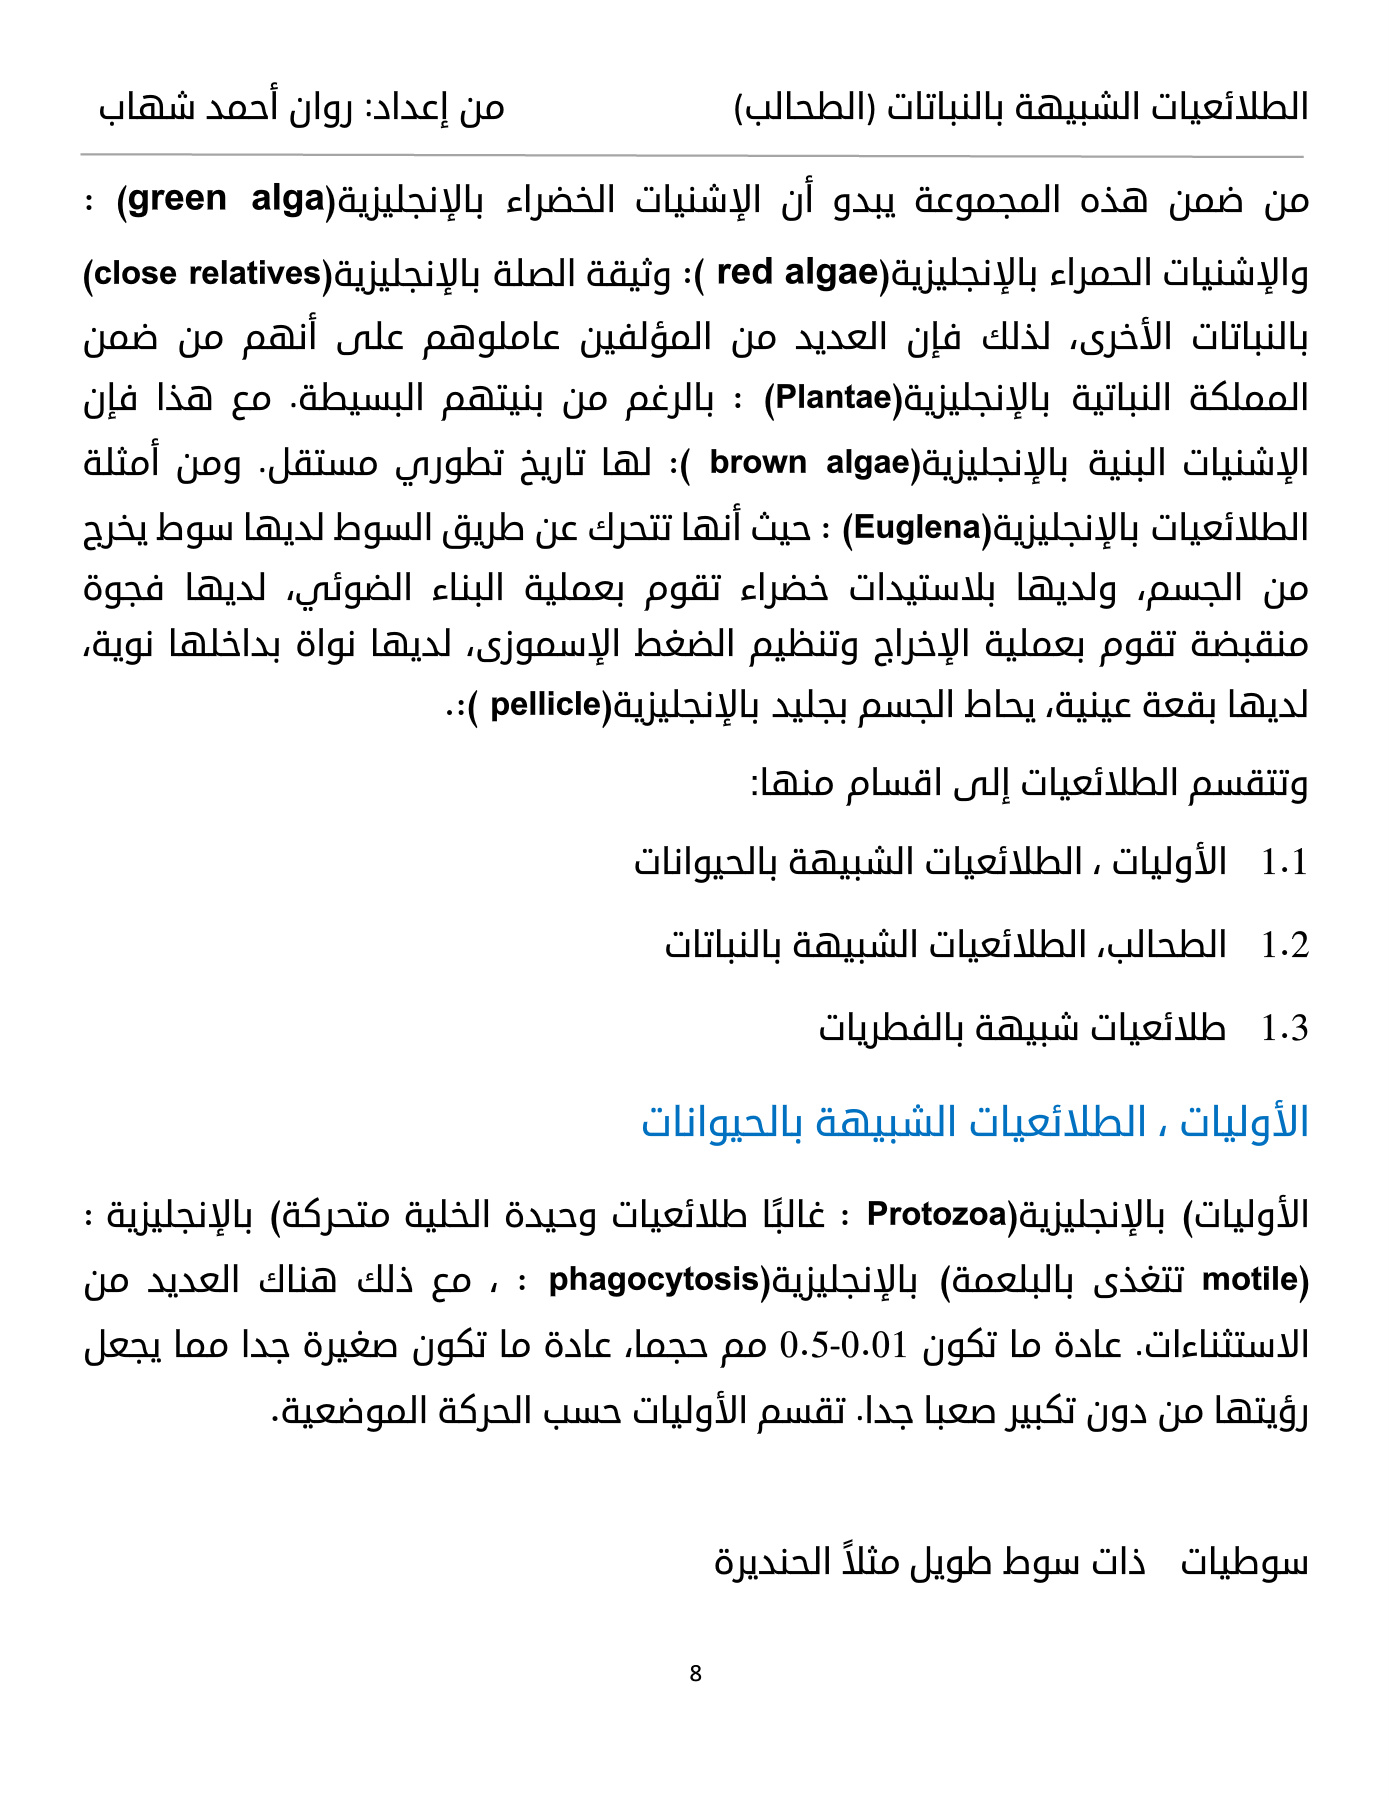 الطلائعيات الشبيهة بالنباتات (الطحالب) من إعداد: روان أحمد شهاب
من ضمن هذه المجموعة يبدو أن الإشنيات الخضراء بالإنجليزية(green alga) :
والإشنيات الحمراء بالإنجليزية(red algae ): وثيقة الصلة بالإنجليزية(close relatives)
بالنباتات الأخرى، لذلك فإن العديد من المؤلفين عاملوهم على أنهم من ضمن
المملكة النباتية بالإنجليزية(Plantae) : بالرغم من بنيتهم البسيطة. مع هذا فإن
الإشنيات البنية بالإنجليزية(brown algae ): لها تاريخ تطوري مستقل. ومن أمثلة
الطلائعيات بالإنجليزية(Euglena) : حيث أنها تتحرك عن طريق السوط لديها سوط يخرج
من الجسم، ولديها بلاستيدات خضراء تقوم بعملية البناء الضوئي، لديها فجوة
منقبضة تقوم بعملية الإخراج وتنظيم الضغط الإسموزى، لديها نواة بداخلها نوية،
لديها بقعة عينية، يحاط الجسم بجليد بالإنجليزية(pellicle ):.
وتتقسم الطلائعيات إلى اقسام منها:
1.1 الأوليات ، الطلائعيات الشبيهة بالحيوانات
1.2 الطحالب، الطلائعيات الشبيهة بالنباتات
1.3 طلائعيات شبيهة بالفطريات
الأوليات ، الطلائعيات الشبيهة بالحيوانات
الأوليات) بالإنجليزية(Protozoa : غالبًا طلائعيات وحيدة الخلية متحركة) بالإنجليزية :
(motile تتغذى بالبلعمة) بالإنجليزية(phagocytosis : ، مع ذلك هناك العديد من
الاستثناءات. عادة ما تكون 0.01-0.5 مم حجما، عادة ما تكون صغيرة جدا مما يجعل
رؤيتها من دون تكبير صعبا جدا. تقسم الأوليات حسب الحركة الموضعية.
سوطيات ذات سوط طويل مثلاً الحنديرة
8